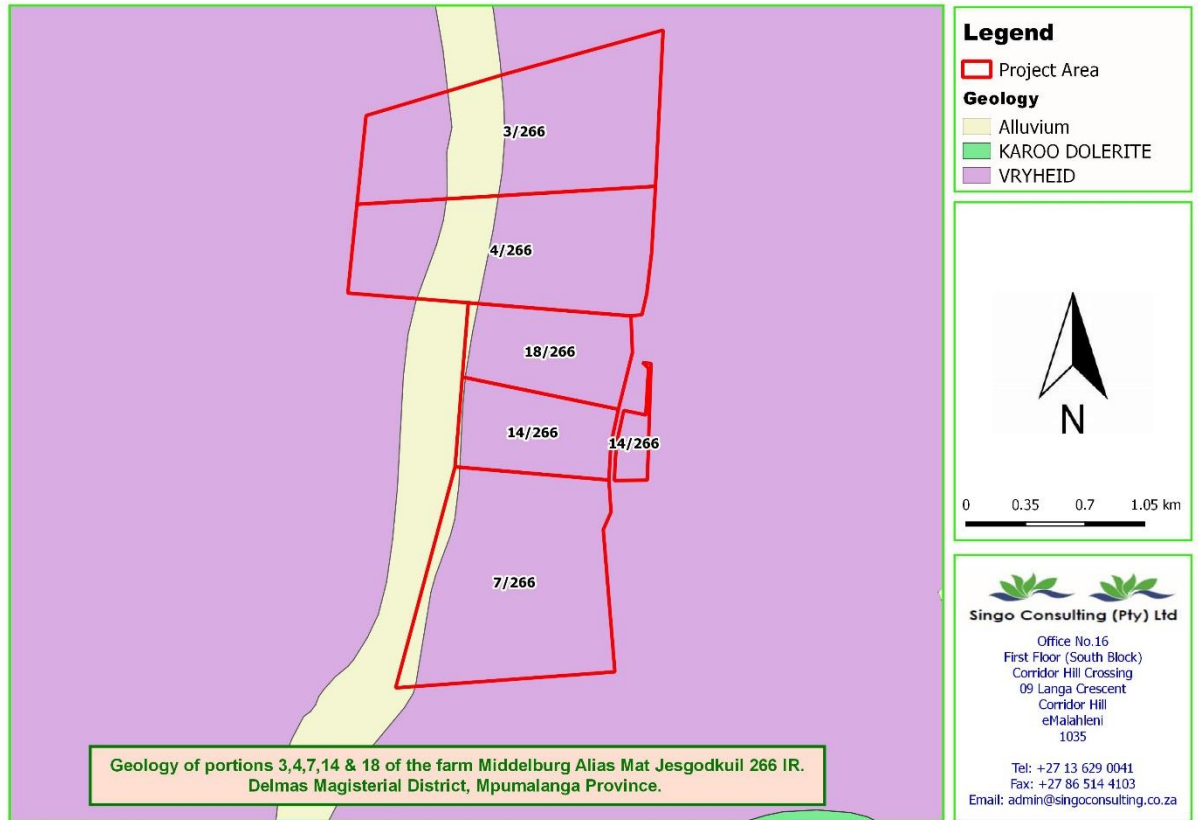 3/266
4/266
18/266
14/266
14/266
7/266
Geology of portions 3,4,7,14 & 18 of the farm Middelburg Alias Mat Jesgodkuil 266 IR.
Delmas Magisterial District, Mpumalanga Province.
Legend
Project Area
Geology
Alluvium
KAROO DOLERITE
VRYHEID
N
0 0.35 0.7 1.05 km
Singo Consulting (Pty) Ltd
Office No.16
First Floor (South Block)
Corridor Hill Crossing
09 Langa Crescent
Corridor Hill
eMalahleni
1035
Tel: +27 13 629 0041
Fax: +27 86 514 4103
Email: admin@singoconsulting.co.za